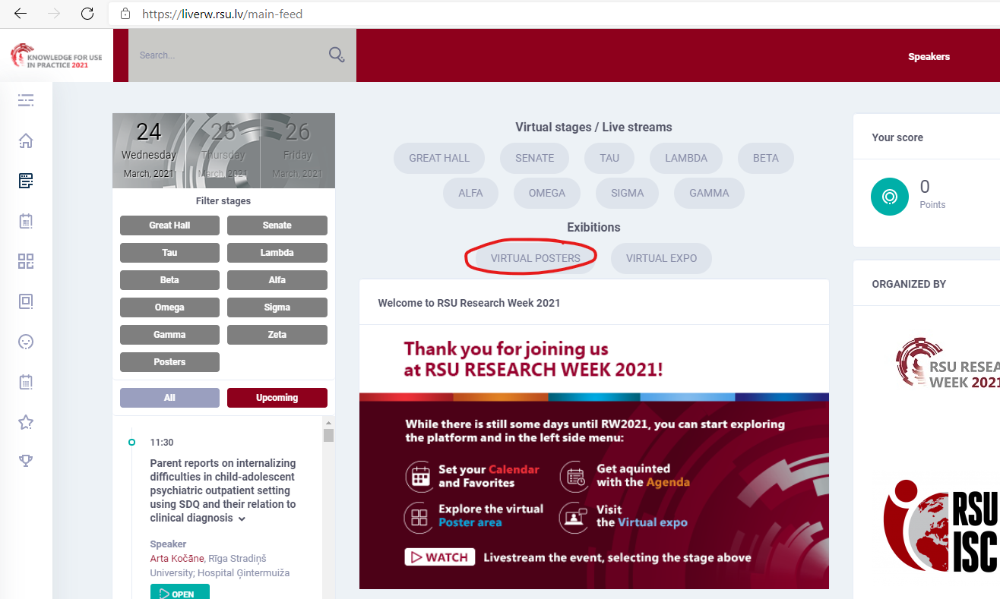 https://liverw.rsu.lv/main-feed
KNOWLEDGE FOR USE
IN PRACTICE 2021
Search...
Speakers
24
Wednesday
March, 2021
25
Thursday
March, 2021
26
Friday
March, 2021
Filter stages
Great Hall
Senate
Tau
Lambda
Beta
Alfa
Omega
Sigma
Gamma
Zeta
Posters
All
Upcoming
11:30
Parent reports on internalizing
difficulties in child-adolescent
psychiatric outpatient setting
using SDQ and their relation to
clinical diagnosis
Speaker
Arta Kočāne, Rīga Stradiņš
University; Hospital Ģintermuiža
OPEN
Virtual stages / Live streams
GREAT HALL
SENATE
TAU
LAMBDA
BETA
ALFA
OMEGA
SIGMA
GAMMA
Exibitions
VIRTUAL POSTERS
VIRTUAL EXPO
Welcome to RSU Research Week 2021
Thank you for joining us
at RSU RESEARCH WEEK 2021!
While there is still some days until RW2021, you can start exploring
the platform and in the left side menu:
Set your Calendar
and Favorites
Get aquinted
with the Agenda
Explore the virtual
Poster area
Visit
the Virtual expo
WATCH
Livestream the event, selecting the stage above
Your score
0
Points
ORGANIZED BY
RSU RESEA
WEEK 2021
RSU
ISC